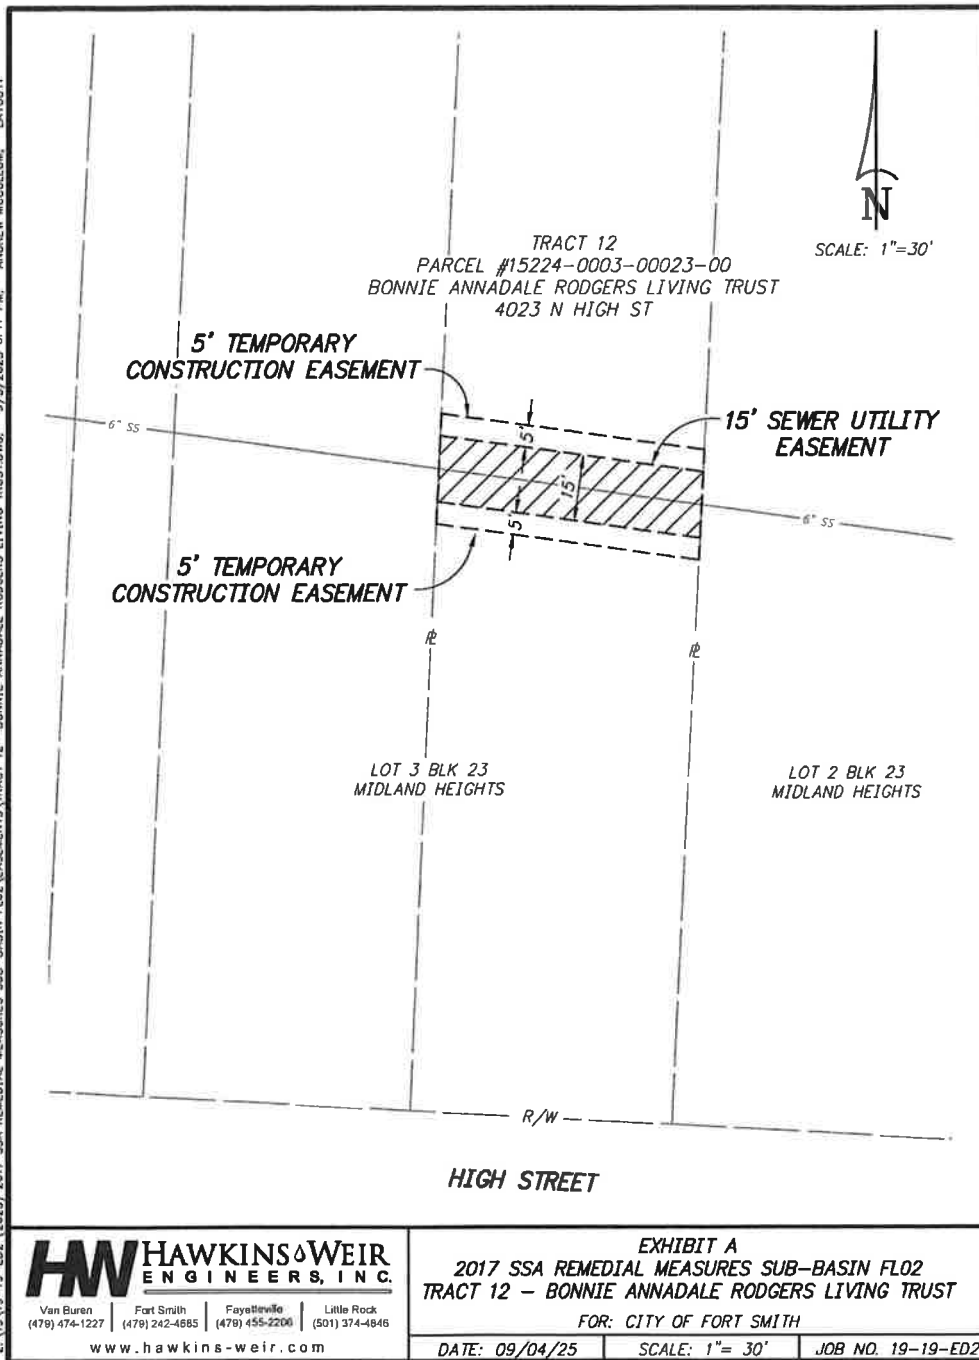 N
SCALE: 1"=30'
TRACT 12
PARCEL #15224-0003-00023-00
BONNIE ANNADALE RODGERS LIVING TRUST
4023 N HIGH ST
5' TEMPORARY
CONSTRUCTION EASEMENT
15' SEWER UTILITY
EASEMENT
6" SS
5'
15'
5'
6" SS
5' TEMPORARY
CONSTRUCTION EASEMENT
PL
PL
LOT 3 BLK 23
MIDLAND HEIGHTS
LOT 2 BLK 23
MIDLAND HEIGHTS
R/W
HIGH STREET
HW HAWKINS WEIR
ENGINEERS, INC.
Van Buren
(479) 474-1227
Fort Smith
(479) 242-4685
Fayetteville
(479) 455-2206
Little Rock
(501) 374-4846
www.hawkins-weir.com
EXHIBIT A
2017 SSA REMEDIAL MEASURES SUB-BASIN FL02
TRACT 12 - BONNIE ANNADALE RODGERS LIVING TRUST
FOR: CITY OF FORT SMITH
DATE: 09/04/25
SCALE: 1"= 30'
JOB NO. 19-19-ED2